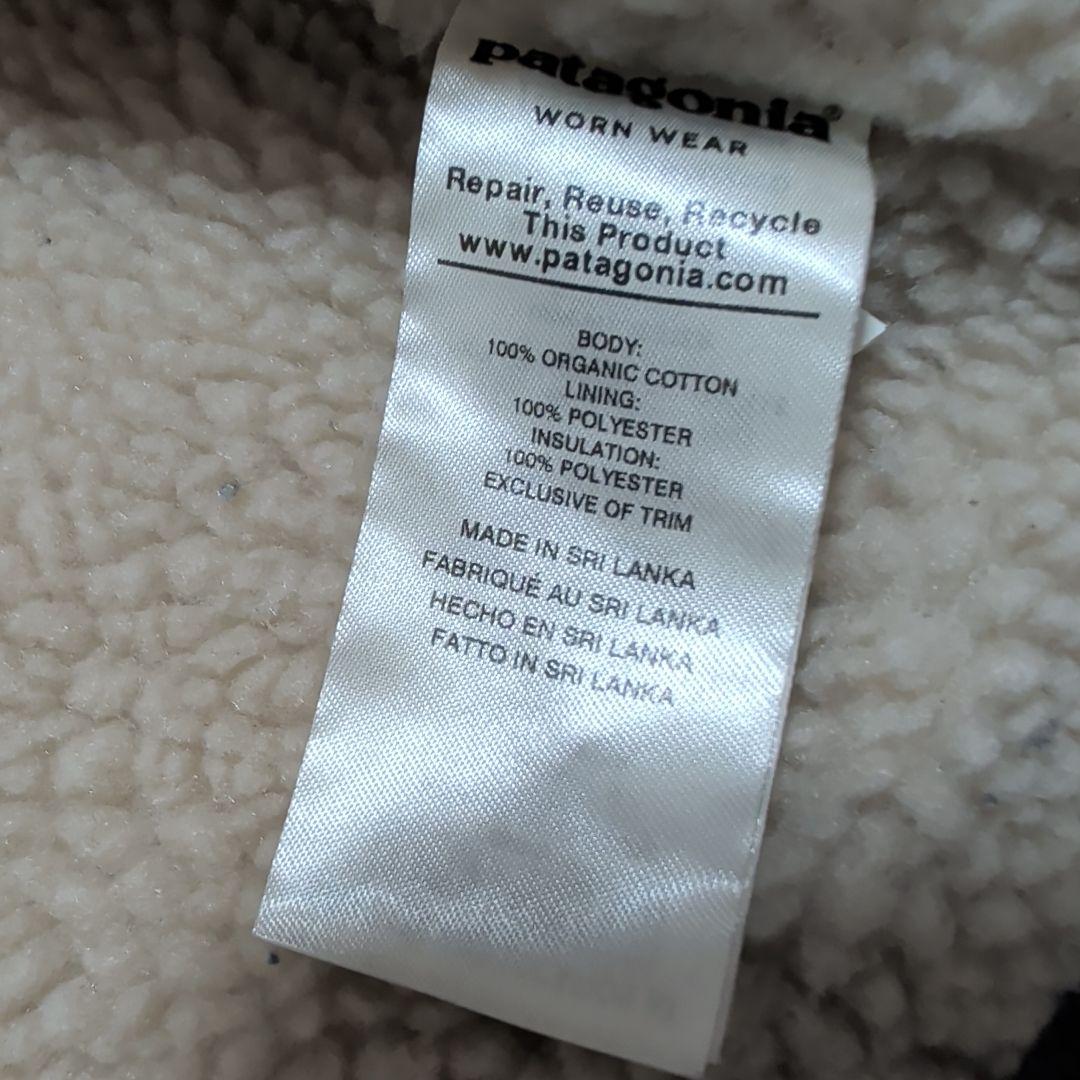 patagonia®
WORN WEAR
Repair, Reuse, Recycle
This Product
www.patagonia.com
BODY:
100% ORGANIC COTTON
LINING:
100% POLYESTER
INSULATION:
100% POLYESTER
EXCLUSIVE OF TRIM
MADE IN SRI LANKA
FABRIQUÉ AU SRI LANKA
HECHO EN SRI LANKA
FATTO IN SRI LANKA